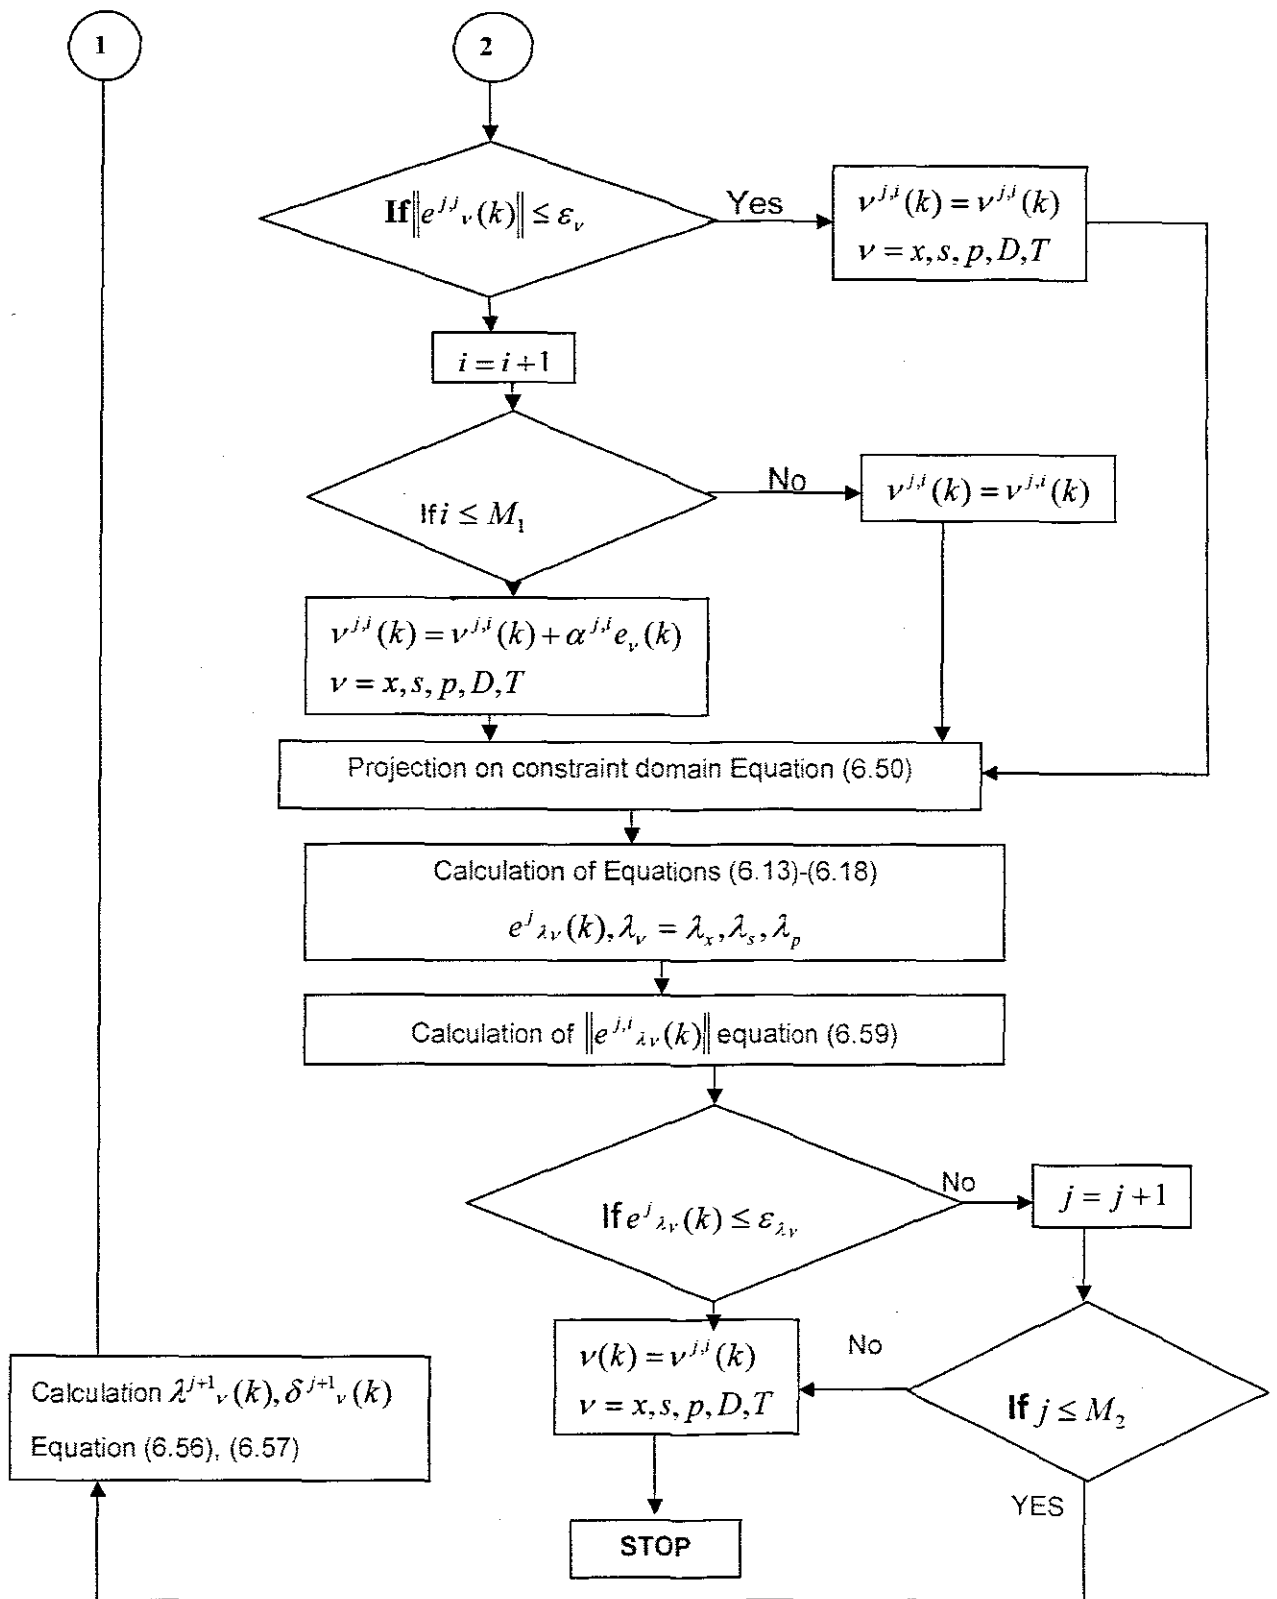 1
2
If ‖e^{j,j}_ν(k)‖ ≤ ε_ν
Yes
ν^{j,i}(k) = ν^{j,i}(k)
ν = x, s, p, D, T
i = i + 1
If i ≤ M_1
No
ν^{j,i}(k) = ν^{j,i}(k)
ν^{j,i}(k) = ν^{j,i}(k) + α^{j,i} e_ν(k)
ν = x, s, p, D, T
Projection on constraint domain Equation (6.50)
Calculation of Equations (6.13)-(6.18)
e^j_{λν}(k), λ_ν = λ_x, λ_s, λ_p
Calculation of ‖e^{j,i}_{λν}(k)‖ equation (6.59)
If e^j_{λν}(k) ≤ ε_{λν}
No
j = j + 1
ν(k) = ν^{j,i}(k)
ν = x, s, p, D, T
No
If j ≤ M_2
Calculation λ^{j+1}_ν(k), δ^{j+1}_ν(k)
Equation (6.56), (6.57)
YES
STOP